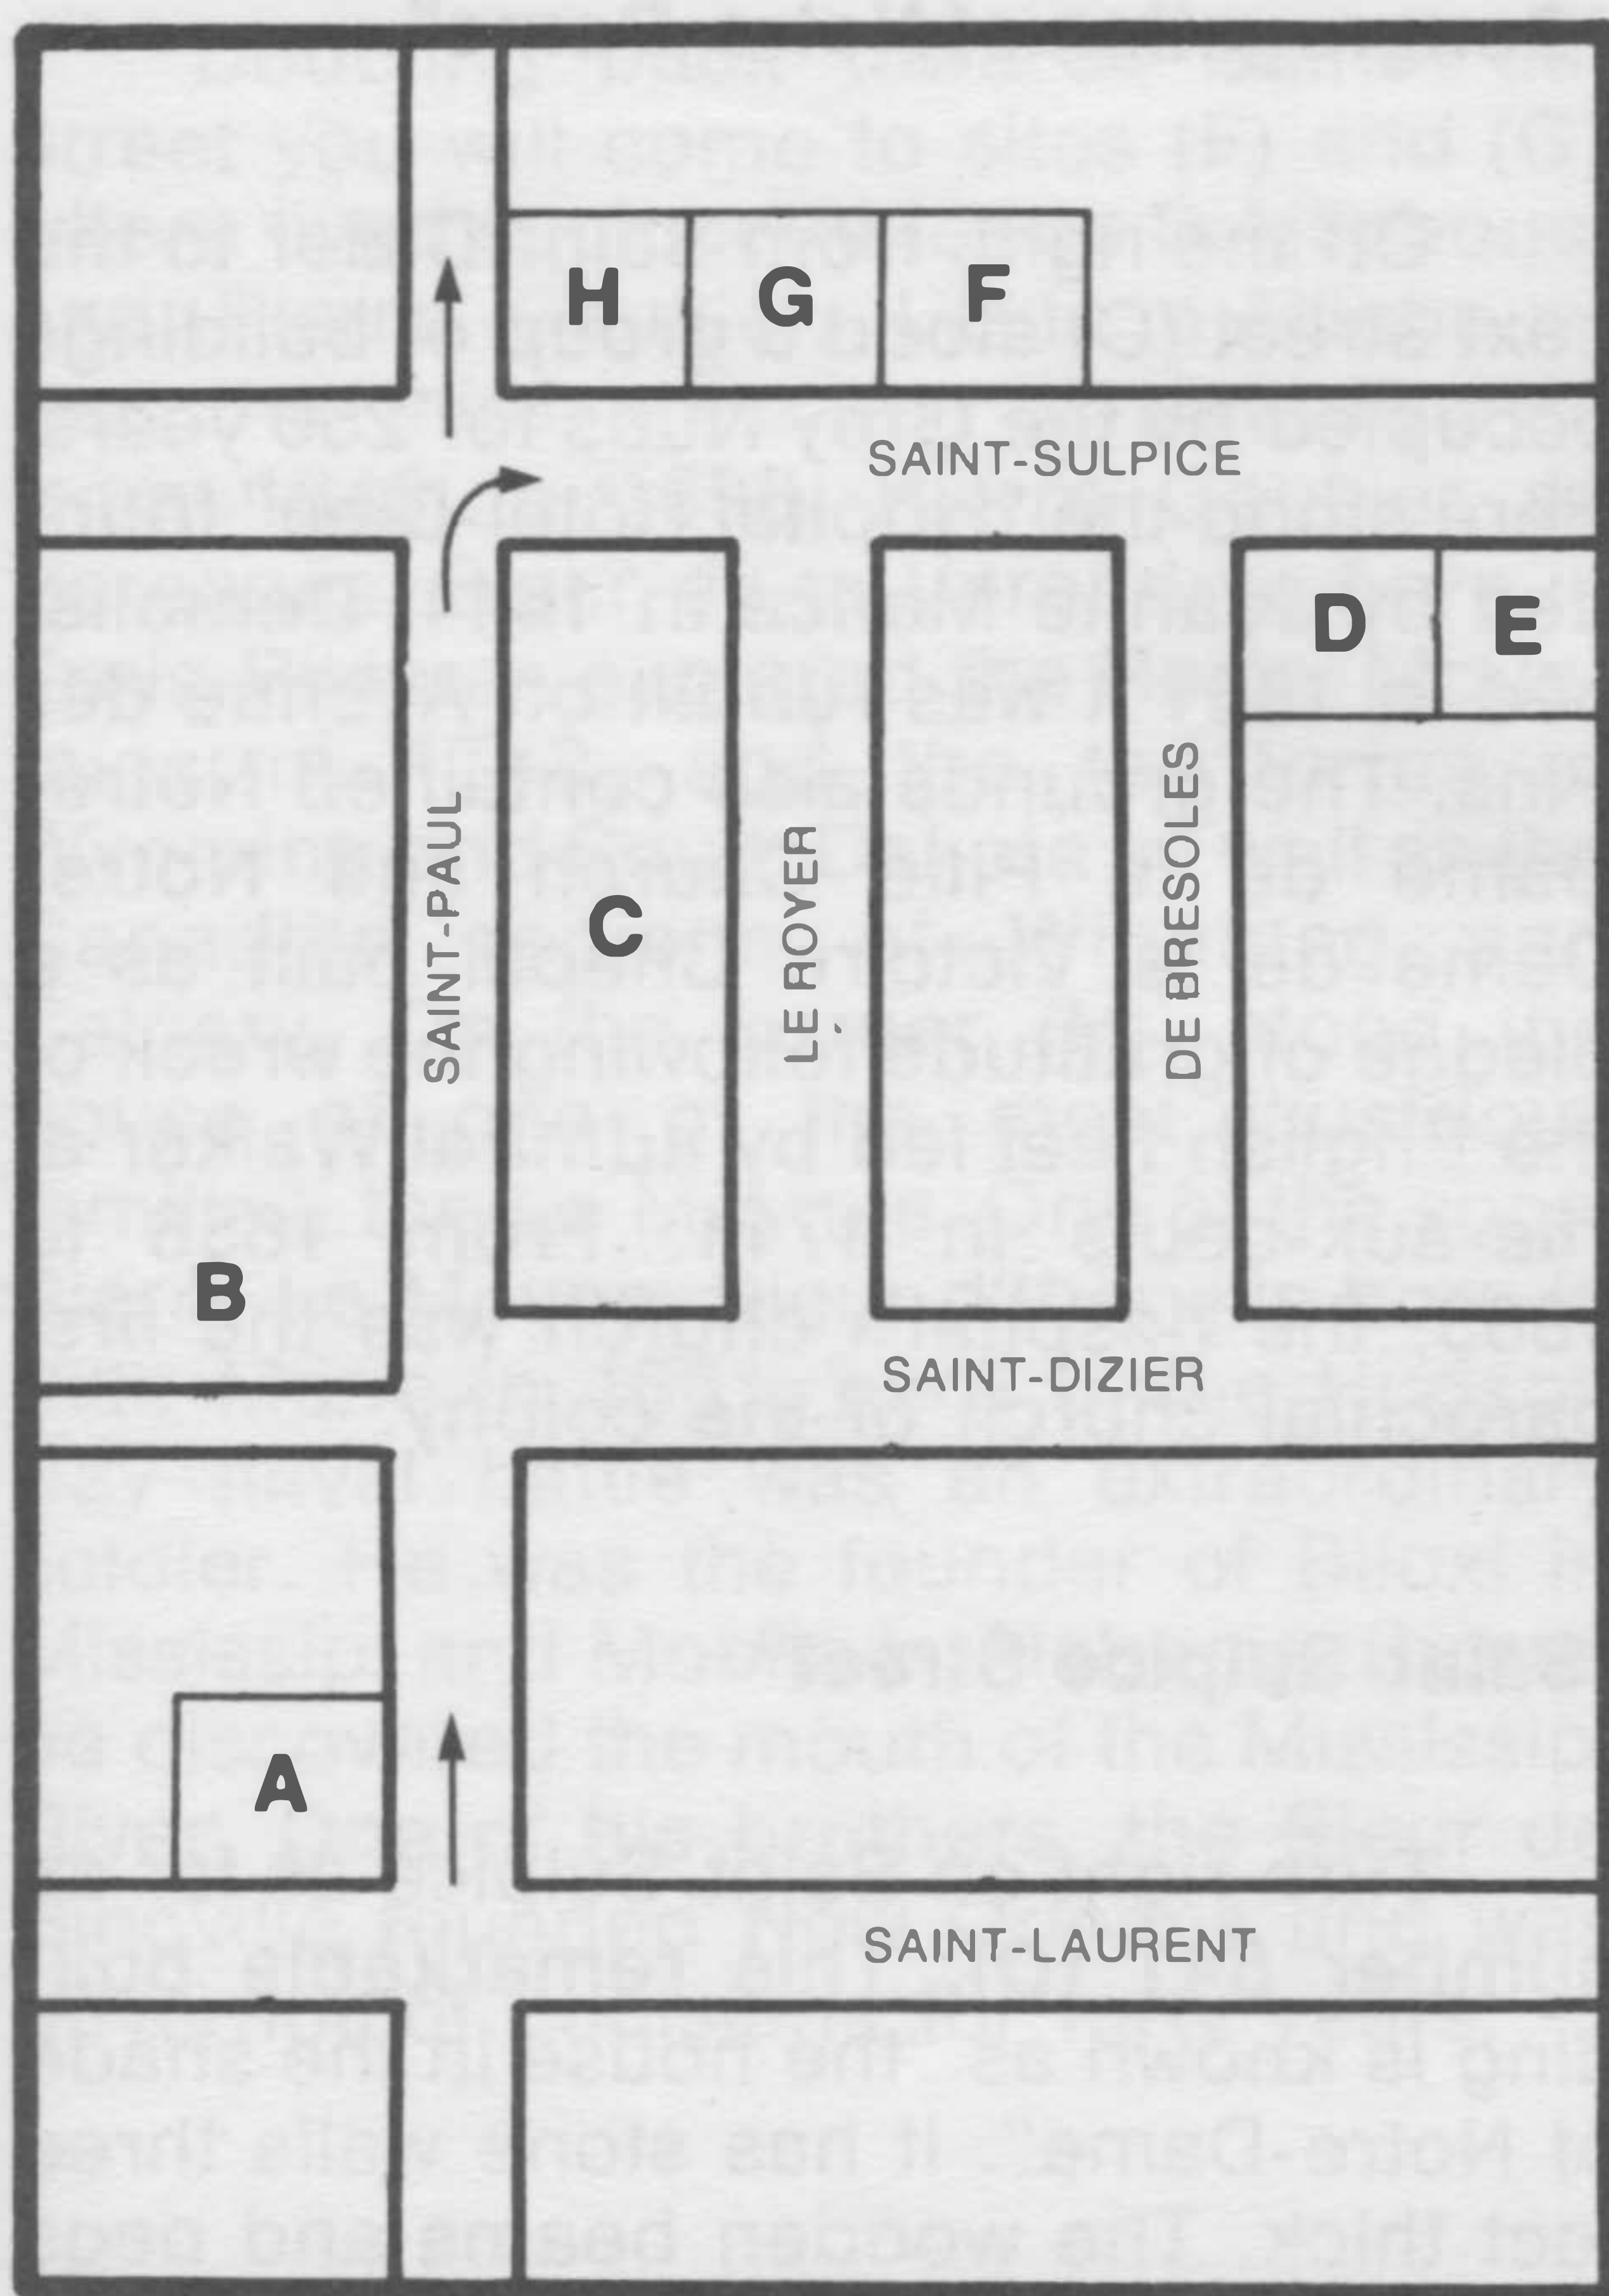 H G F
SAINT-SULPICE
D E
SAINT-PAUL
C
LE ROYER
DE BRESOLES
B
SAINT-DIZIER
A
SAINT-LAURENT